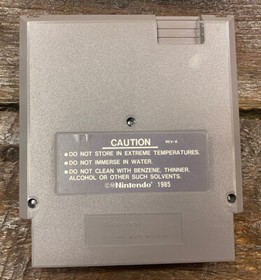 CAUTION REV-A
• DO NOT STORE IN EXTREME TEMPERATURES.
• DO NOT IMMERSE IN WATER.
• DO NOT CLEAN WITH BENZENE, THINNER,
ALCOHOL OR OTHER SUCH SOLVENTS.
©® Nintendo® 1985